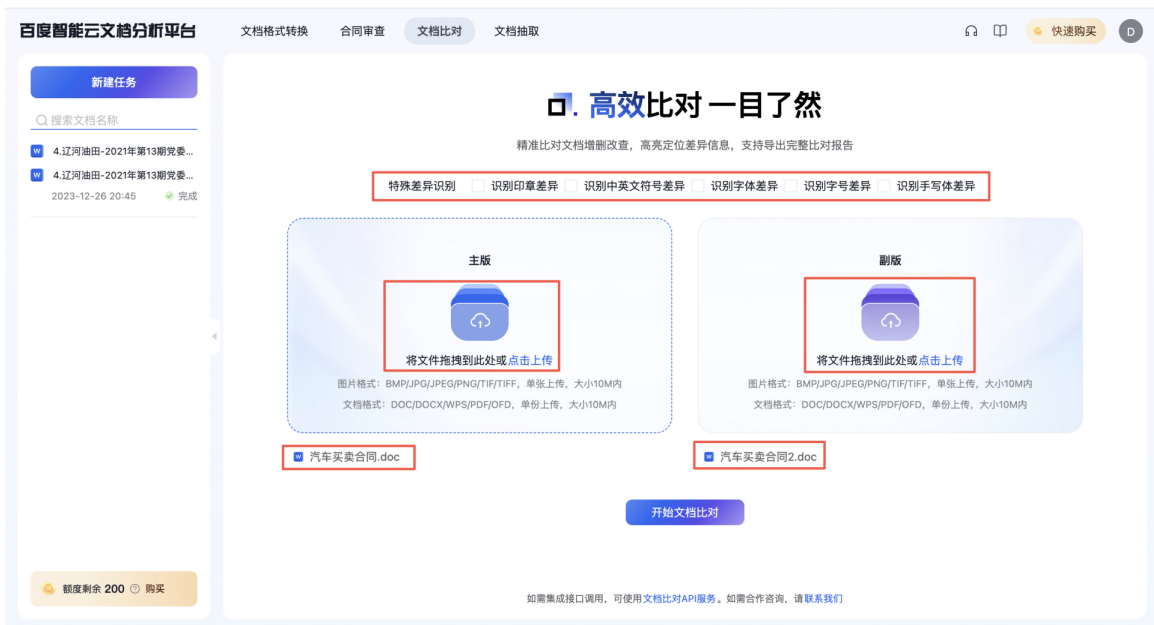 百度智能云文档分析平台
文档格式转换 合同审查 文档比对 文档抽取
快速购买
D
新建任务
搜索文档名称
4.辽河油田-2021年第13期党委...
4.辽河油田-2021年第13期党委...
2023-12-26 20:45 完成
额度剩余 200 购买
高效比对 一目了然
精准比对文档增删改查，高亮定位差异信息，支持导出完整比对报告
特殊差异识别 识别印章差异 识别中英文符号差异 识别字体差异 识别字号差异 识别手写体差异
主版
将文件拖拽到此处或点击上传
图片格式：BMP/JPG/JPEG/PNG/TIF/TIFF，单张上传，大小10M内
文档格式：DOC/DOCX/WPS/PDF/OFD，单份上传，大小10M内
汽车买卖合同.doc
副版
将文件拖拽到此处或点击上传
图片格式：BMP/JPG/JPEG/PNG/TIF/TIFF，单张上传，大小10M内
文档格式：DOC/DOCX/WPS/PDF/OFD，单份上传，大小10M内
汽车买卖合同2.doc
开始文档比对
如需集成接口调用，可使用文档比对API服务。如需合作咨询，请联系我们